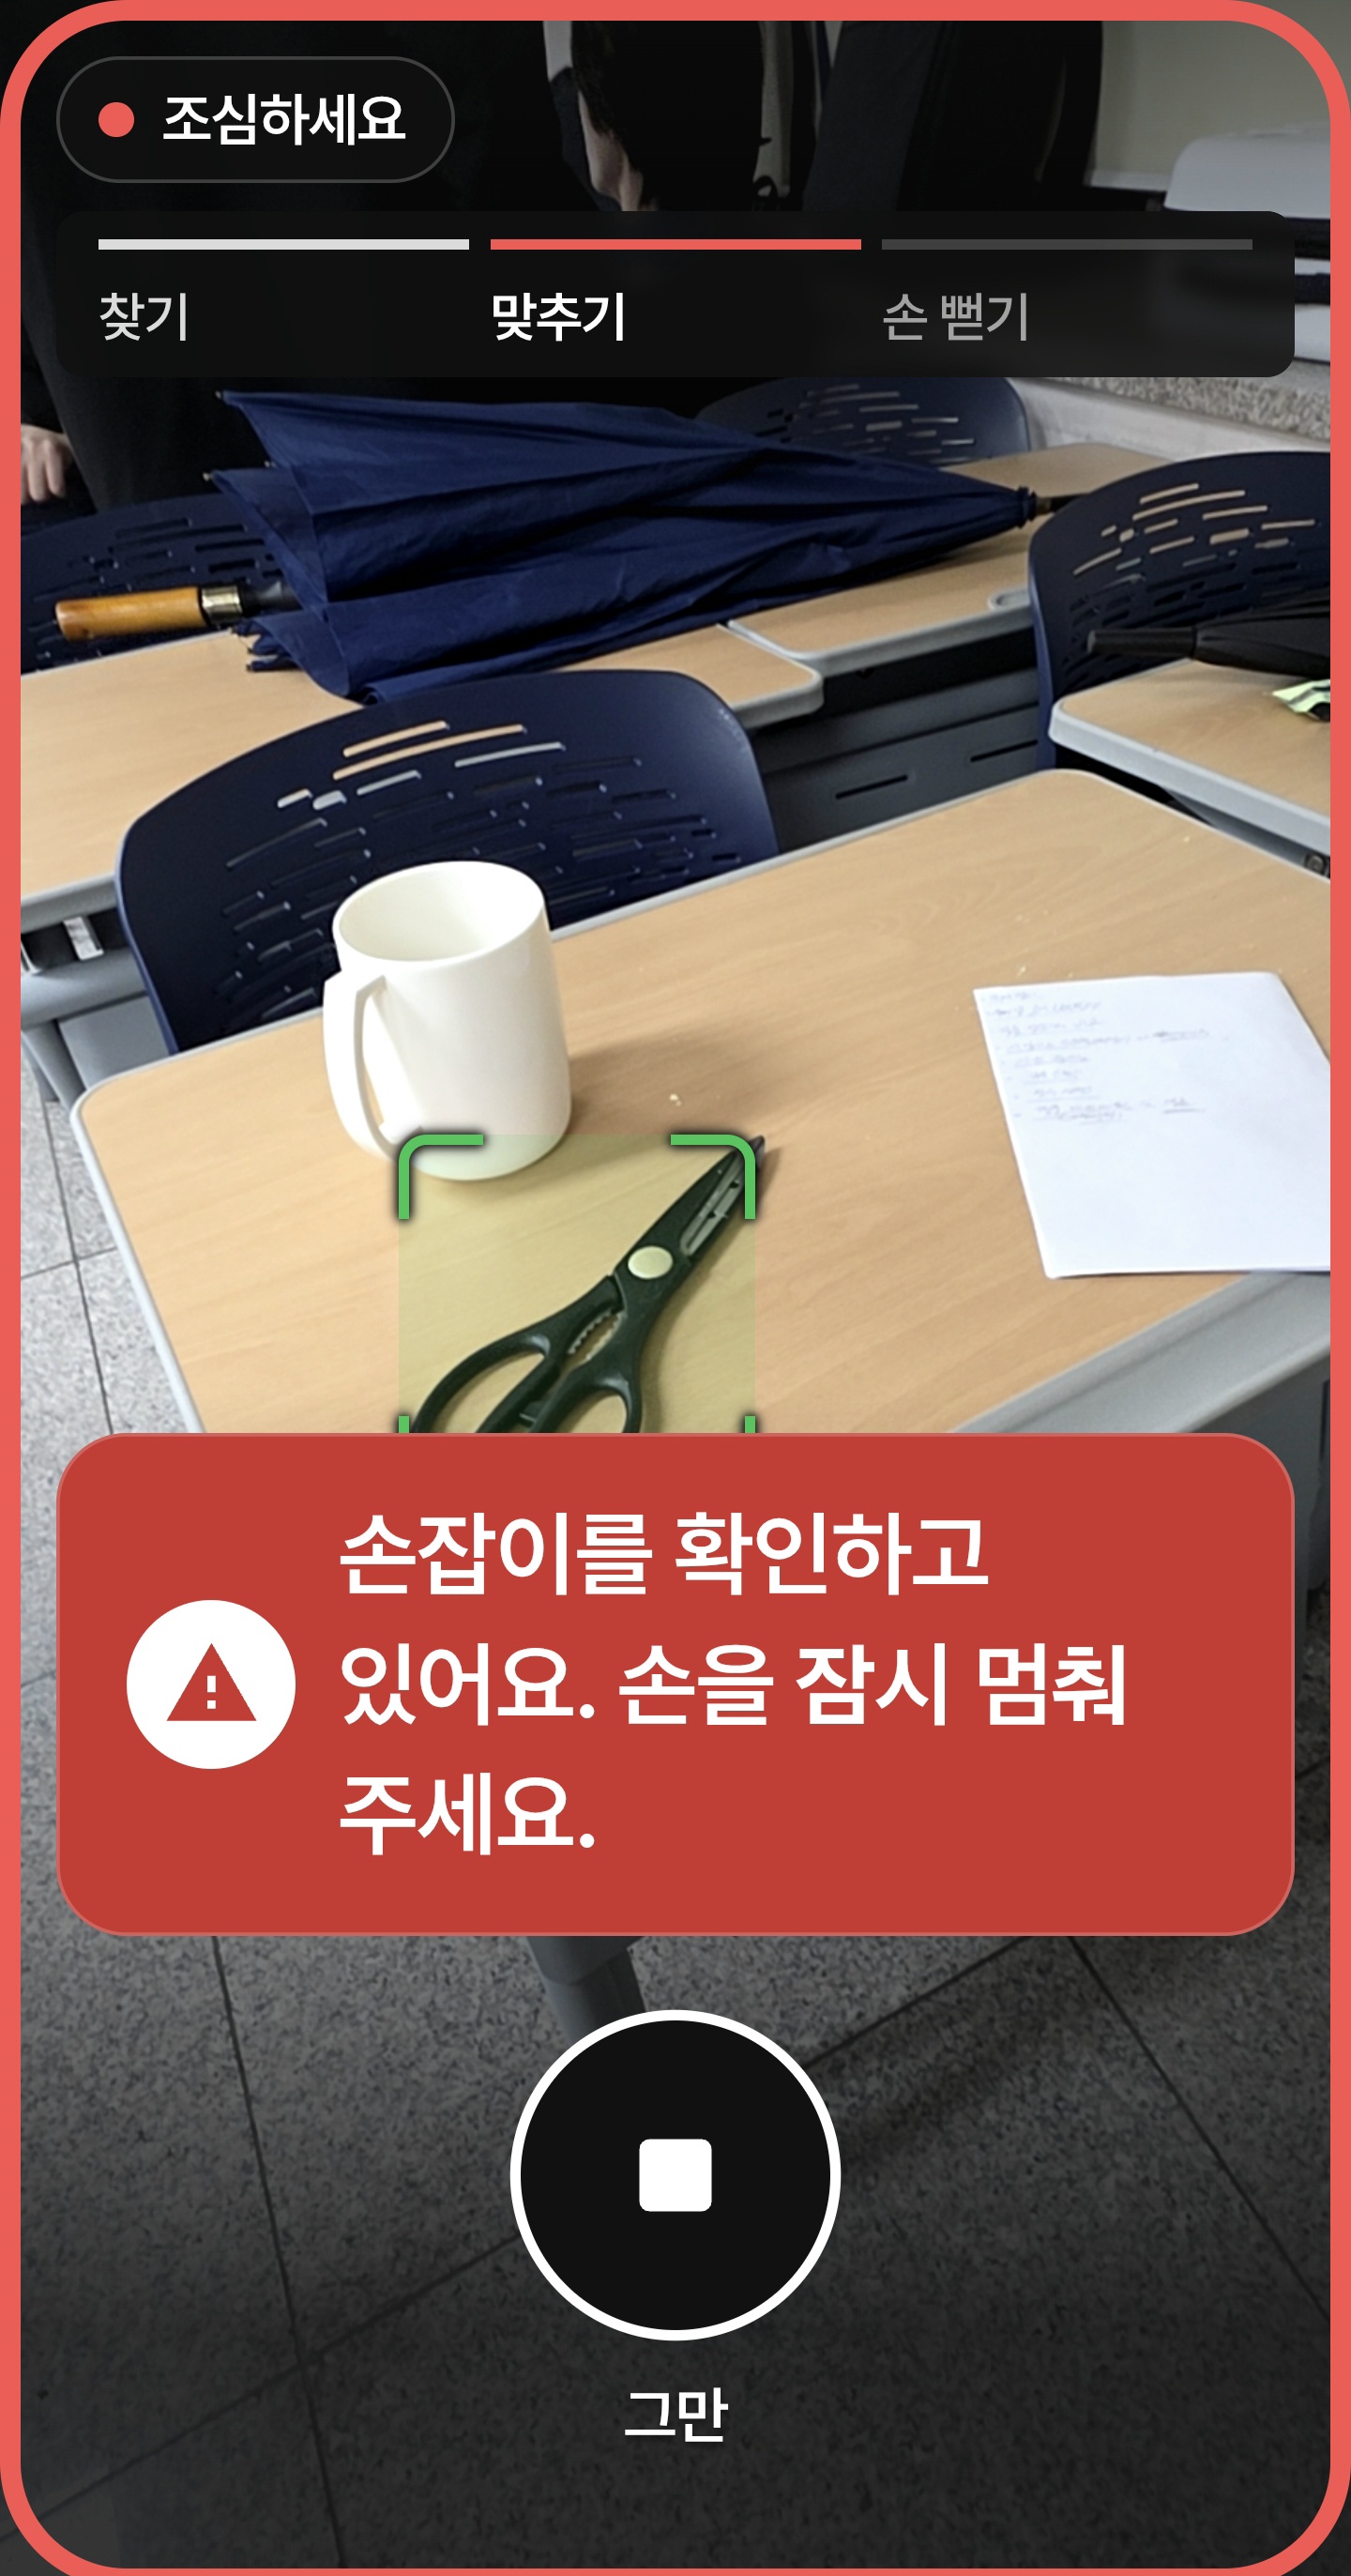 조심하세요
찾기
맞추기
손 뻗기
손잡이를 확인하고
있어요. 손을 잠시 멈춰
주세요.
그만